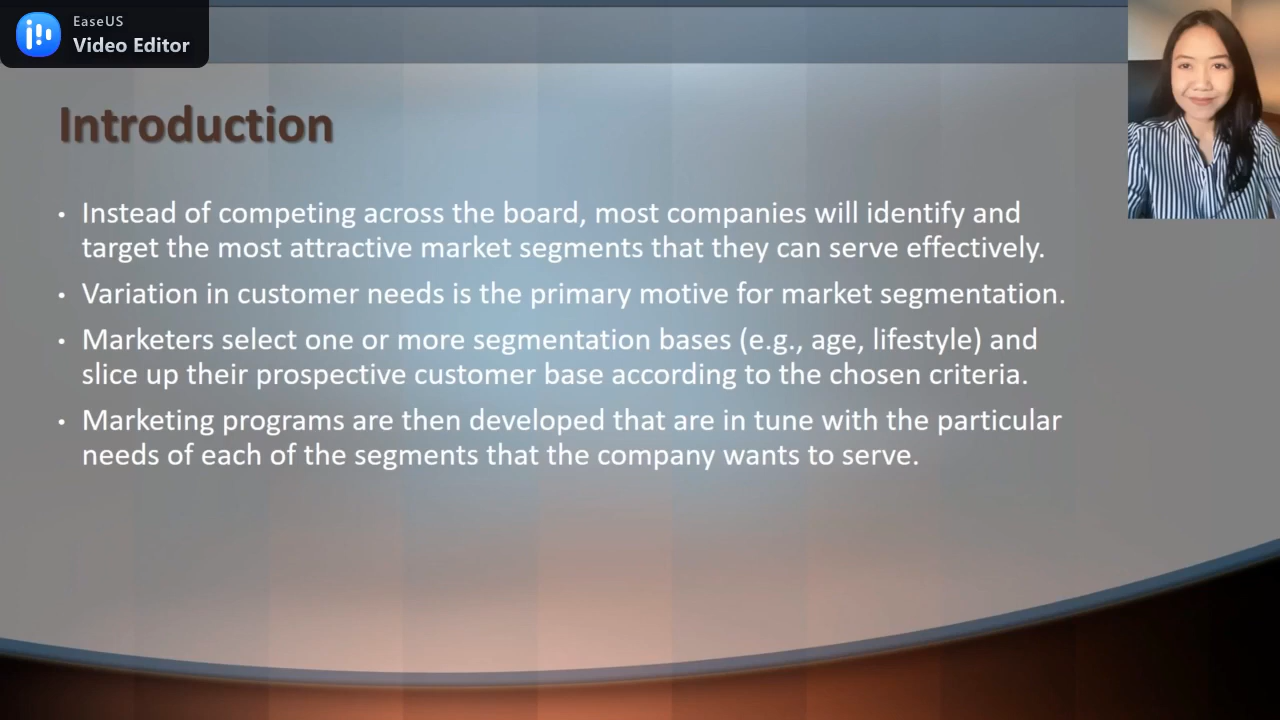 EaseUS
Video Editor
Introduction
• Instead of competing across the board, most companies will identify and
target the most attractive market segments that they can serve effectively.
• Variation in customer needs is the primary motive for market segmentation.
• Marketers select one or more segmentation bases (e.g., age, lifestyle) and
slice up their prospective customer base according to the chosen criteria.
• Marketing programs are then developed that are in tune with the particular
needs of each of the segments that the company wants to serve.